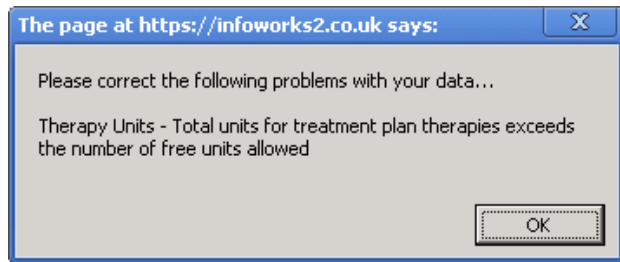 The page at https://infoworks2.co.uk says:
Please correct the following problems with your data...
Therapy Units - Total units for treatment plan therapies exceeds
the number of free units allowed
OK